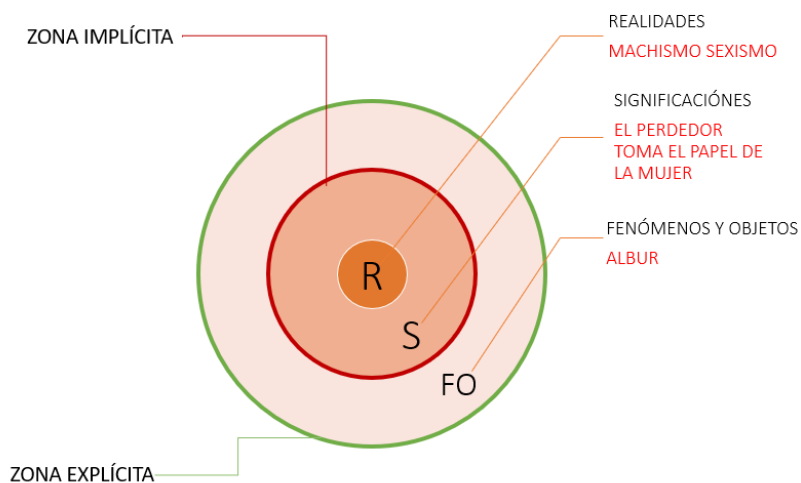 ZONA IMPLÍCITA
REALIDADES
MACHISMO SEXISMO
SIGNIFICACIÓNES
EL PERDEDOR
TOMA EL PAPEL DE
LA MUJER
FENÓMENOS Y OBJETOS
ALBUR
R
S
FO
ZONA EXPLÍCITA